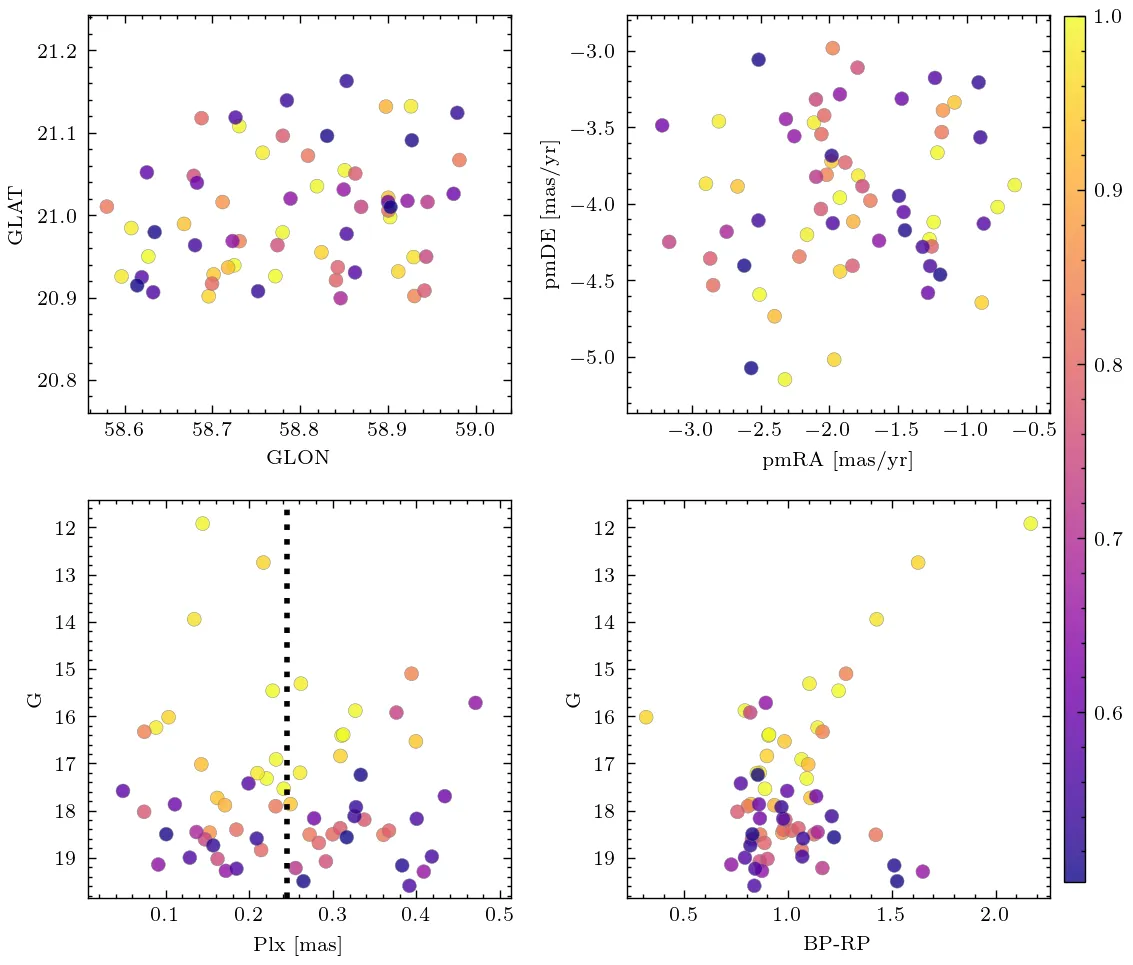 21.2
21.1
21.0
20.9
20.8
GLAT
58.6 58.7 58.8 58.9 59.0
GLON
−3.0
−3.5
−4.0
−4.5
−5.0
pmDE [mas/yr]
−3.0 −2.5 −2.0 −1.5 −1.0 −0.5
pmRA [mas/yr]
12
13
14
15
16
17
18
19
G
0.1 0.2 0.3 0.4 0.5
Plx [mas]
12
13
14
15
16
17
18
19
G
0.5 1.0 1.5 2.0
BP-RP
1.0
0.9
0.8
0.7
0.6